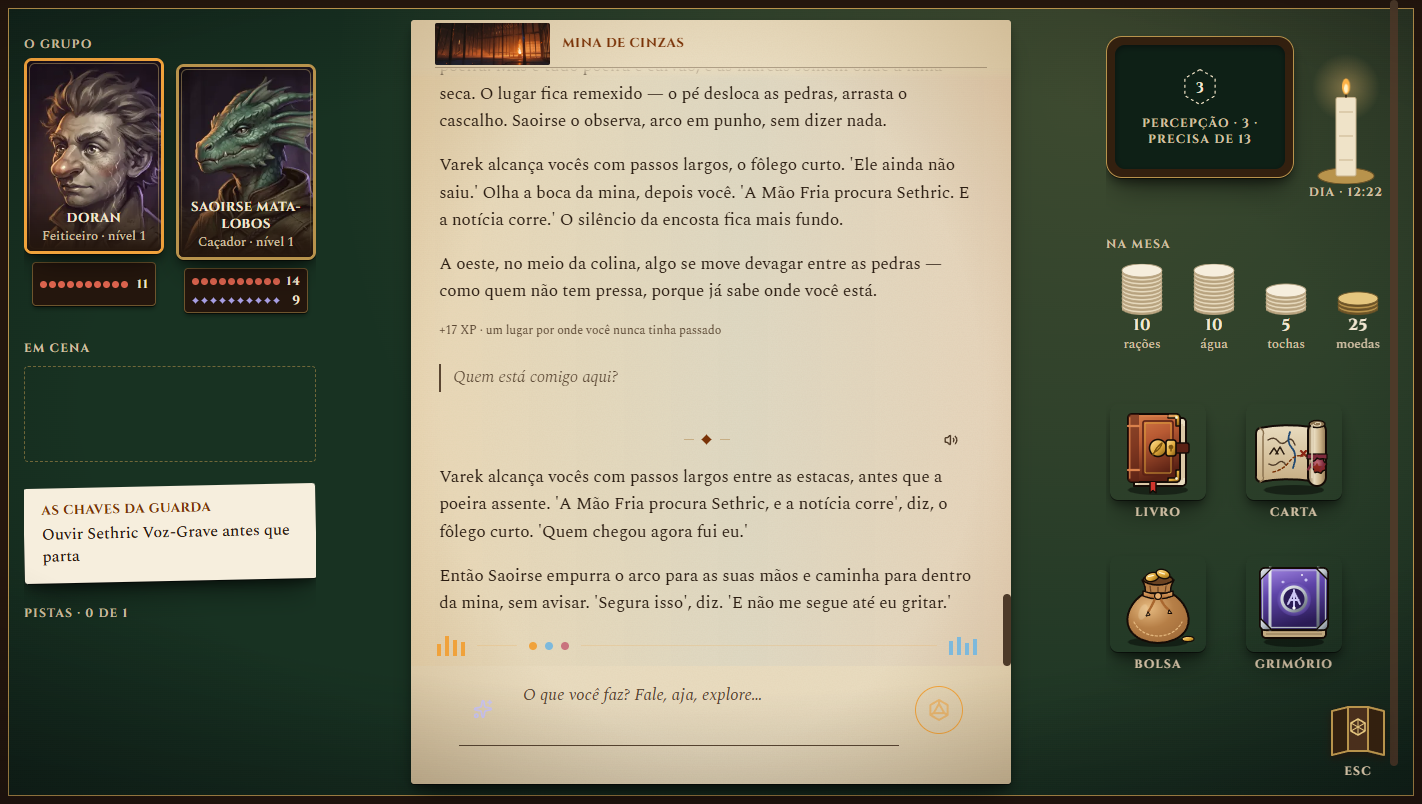 O GRUPO
DORAN
Feiticeiro · nível 1
11
SAOIRSE MATA-
LOBOS
Caçador · nível 1
14
9
EM CENA
AS CHAVES DA GUARDA
Ouvir Sethric Voz-Grave antes que
parta
PISTAS · 0 DE 1
MINA DE CINZAS
seca. O lugar fica remexido — o pé desloca as pedras, arrasta o
cascalho. Saoirse o observa, arco em punho, sem dizer nada.
Varek alcança vocês com passos largos, o fôlego curto. 'Ele ainda não
saiu.' Olha a boca da mina, depois você. 'A Mão Fria procura Sethric. E
a notícia corre.' O silêncio da encosta fica mais fundo.
A oeste, no meio da colina, algo se move devagar entre as pedras —
como quem não tem pressa, porque já sabe onde você está.
+17 XP · um lugar por onde você nunca tinha passado
Quem está comigo aqui?
Varek alcança vocês com passos largos entre as estacas, antes que a
poeira assente. 'A Mão Fria procura Sethric, e a notícia corre', diz, o
fôlego curto. 'Quem chegou agora fui eu.'
Então Saoirse empurra o arco para as suas mãos e caminha para dentro
da mina, sem avisar. 'Segura isso', diz. 'E não me segue até eu gritar.'
O que você faz? Fale, aja, explore...
3
PERCEPÇÃO · 3 ·
PRECISA DE 13
DIA · 12:22
NA MESA
10
rações
10
água
5
tochas
25
moedas
LIVRO
CARTA
BOLSA
GRIMÓRIO
ESC